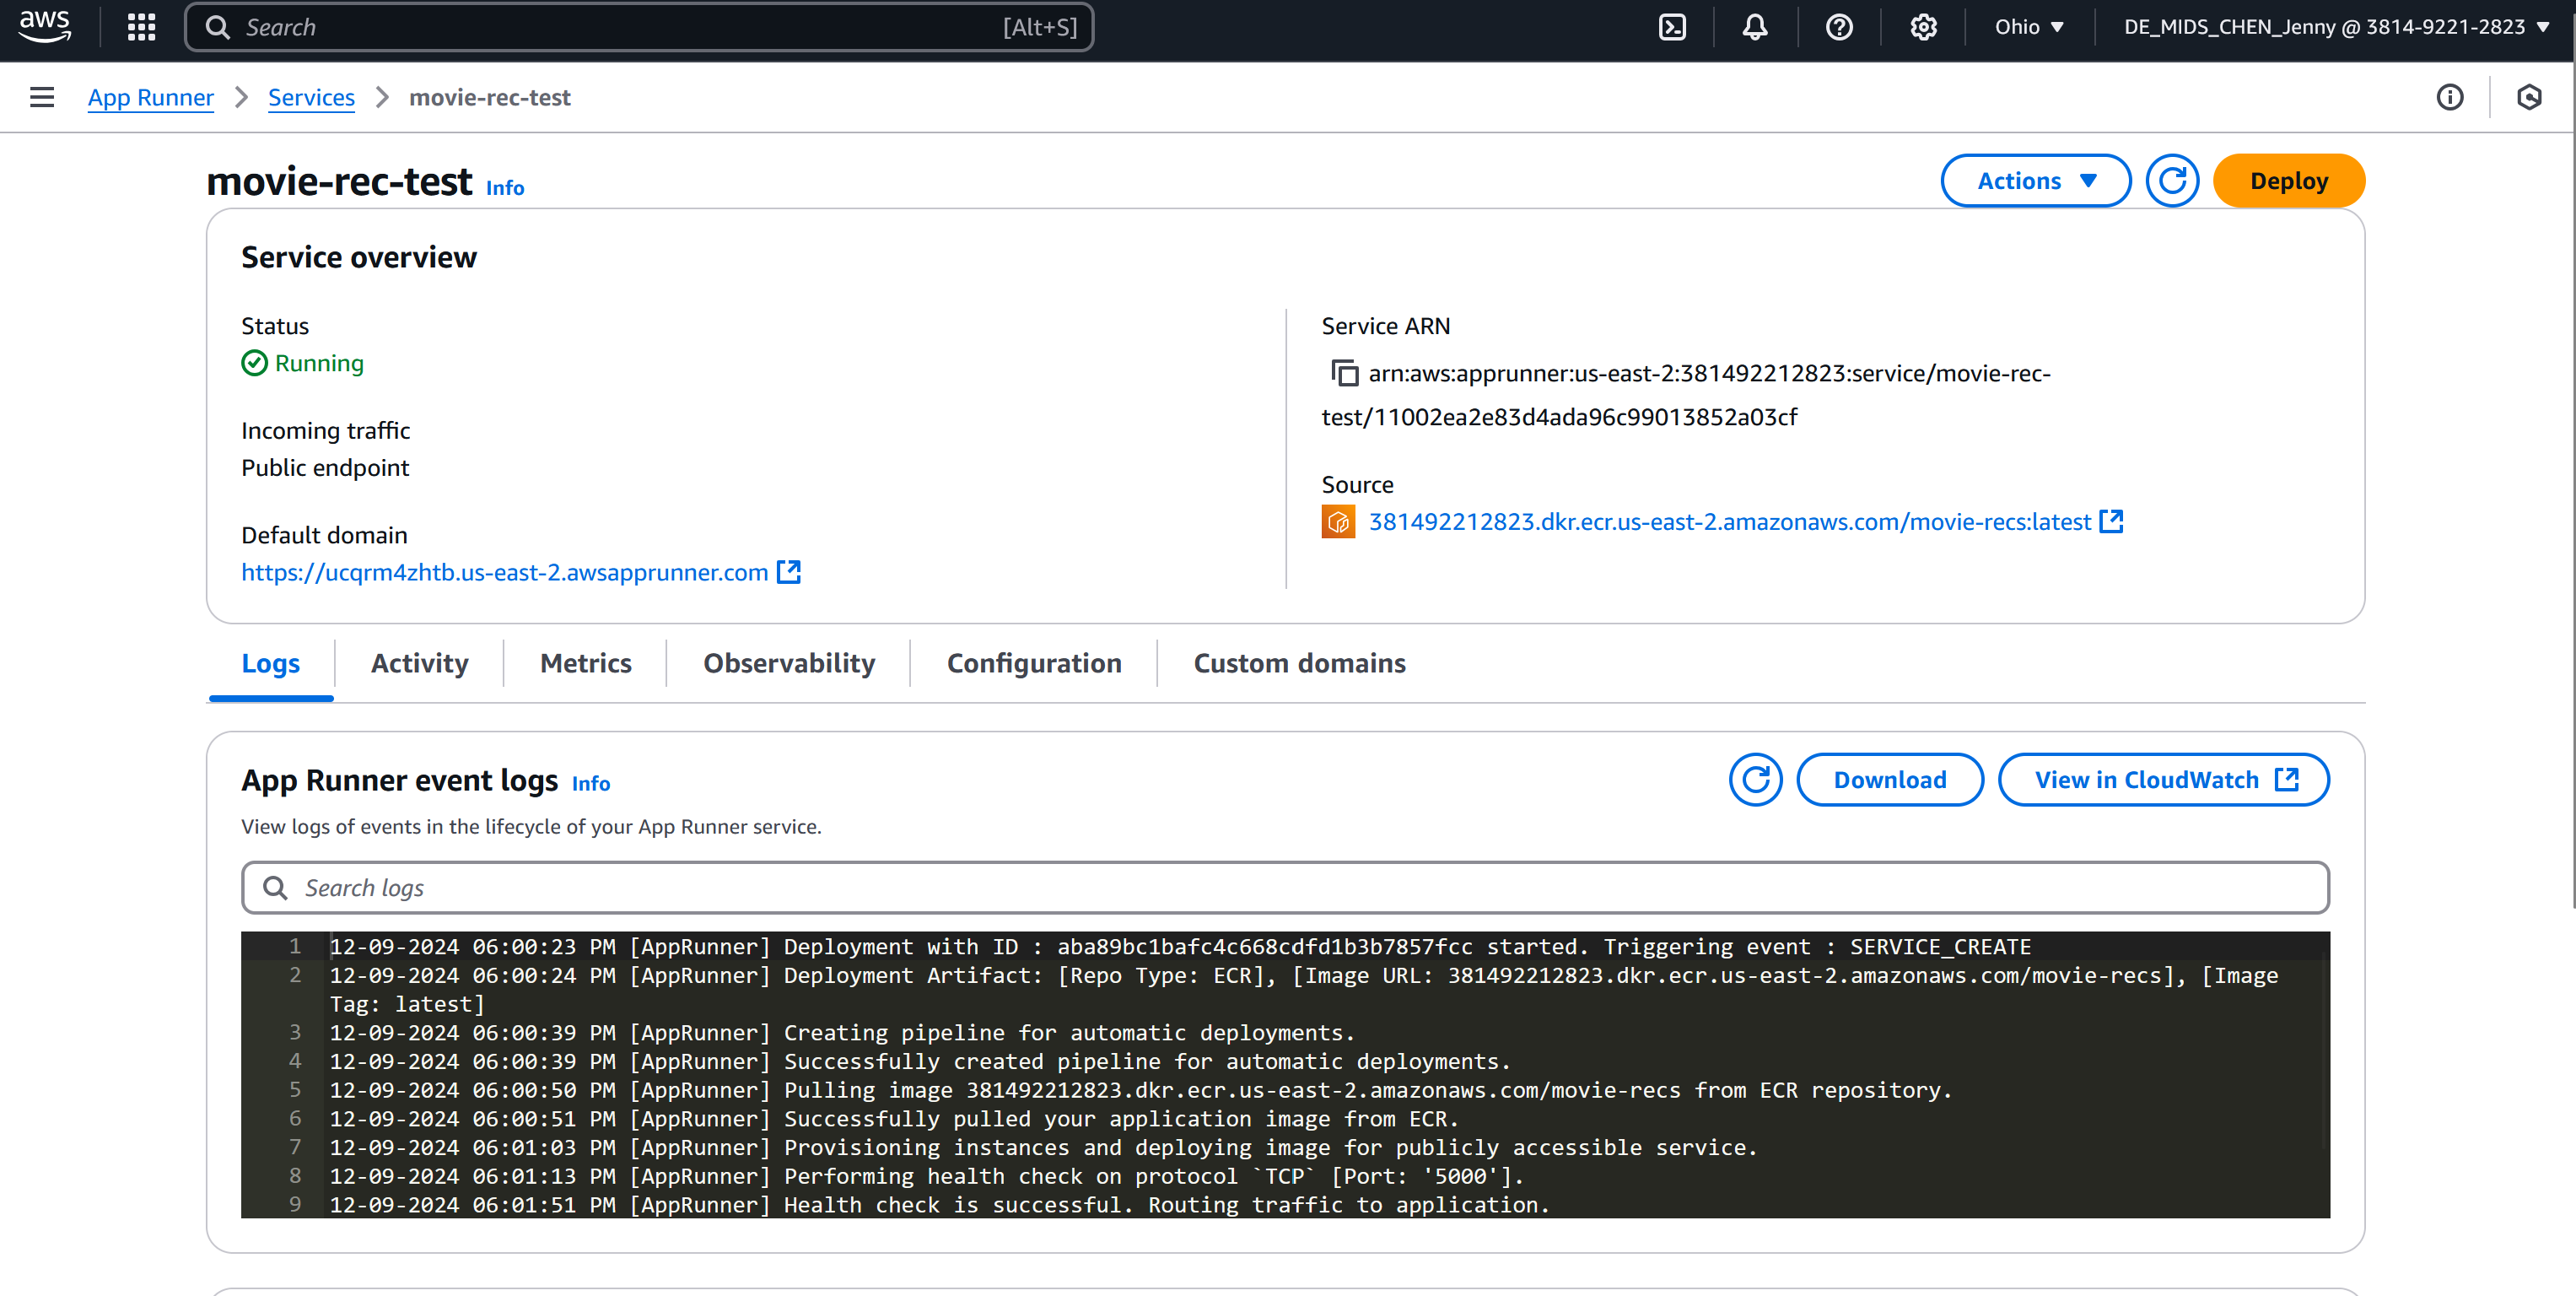 aws
Search
[Alt+S]
Ohio
DE_MIDS_CHEN_Jenny @ 3814-9221-2823
App Runner
Services
movie-rec-test
movie-rec-test
Info
Actions
Deploy
Service overview
Status
Running
Incoming traffic
Public endpoint
Default domain
https://ucqrm4zhtb.us-east-2.awsapprunner.com
Service ARN
arn:aws:apprunner:us-east-2:381492212823:service/movie-rec-
test/11002ea2e83d4ada96c99013852a03cf
Source
381492212823.dkr.ecr.us-east-2.amazonaws.com/movie-recs:latest
Logs
Activity
Metrics
Observability
Configuration
Custom domains
App Runner event logs
Info
Download
View in CloudWatch
View logs of events in the lifecycle of your App Runner service.
Search logs
1 12-09-2024 06:00:23 PM [AppRunner] Deployment with ID : aba89bc1bafc4c668cdfd1b3b7857fcc started. Triggering event : SERVICE_CREATE
2 12-09-2024 06:00:24 PM [AppRunner] Deployment Artifact: [Repo Type: ECR], [Image URL: 381492212823.dkr.ecr.us-east-2.amazonaws.com/movie-recs], [Image
Tag: latest]
3 12-09-2024 06:00:39 PM [AppRunner] Creating pipeline for automatic deployments.
4 12-09-2024 06:00:39 PM [AppRunner] Successfully created pipeline for automatic deployments.
5 12-09-2024 06:00:50 PM [AppRunner] Pulling image 381492212823.dkr.ecr.us-east-2.amazonaws.com/movie-recs from ECR repository.
6 12-09-2024 06:00:51 PM [AppRunner] Successfully pulled your application image from ECR.
7 12-09-2024 06:01:03 PM [AppRunner] Provisioning instances and deploying image for publicly accessible service.
8 12-09-2024 06:01:13 PM [AppRunner] Performing health check on protocol `TCP` [Port: '5000'].
9 12-09-2024 06:01:51 PM [AppRunner] Health check is successful. Routing traffic to application.